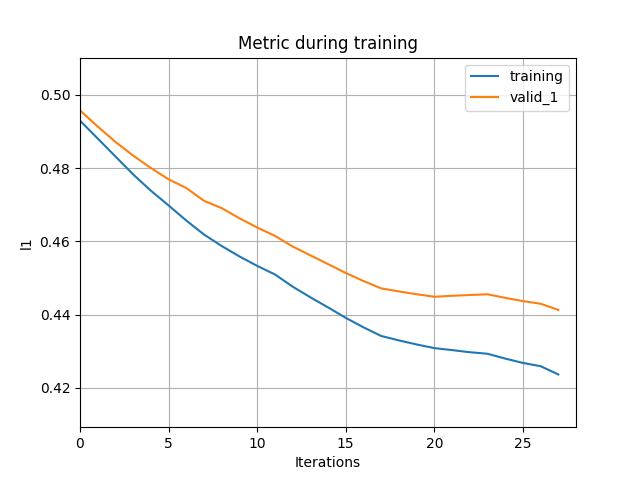 Metric during training
training
valid_1
0.50
0.48
0.46
0.44
0.42
l1
0 5 10 15 20 25
Iterations